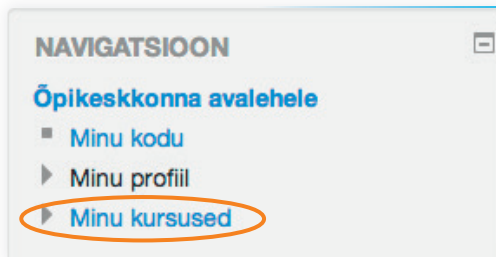 NAVIGATSIOON
Õpikeskkonna avalehele
Minu kodu
Minu profiil
Minu kursused